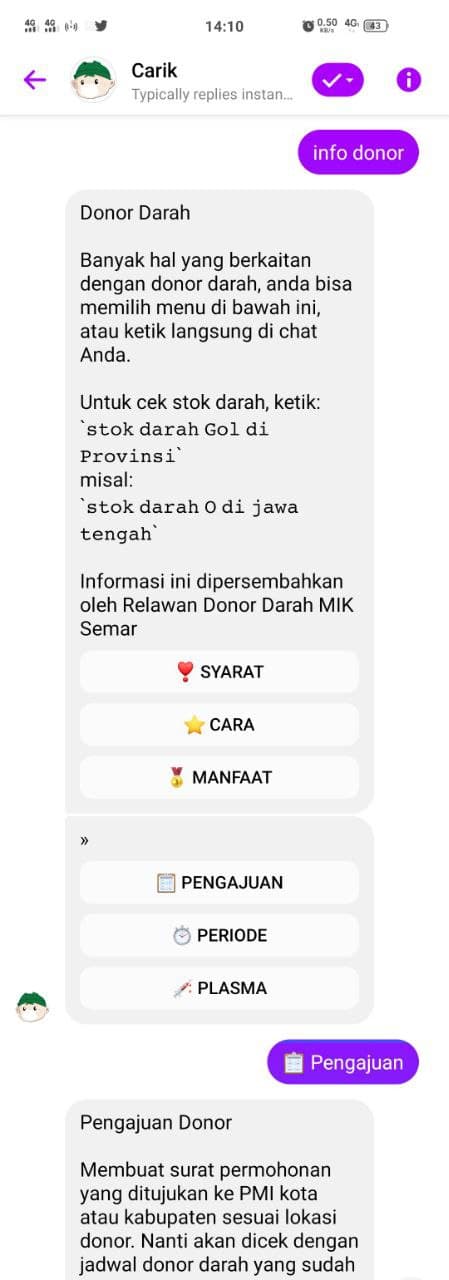 4G 4G 14:10 0.50 KB/s 4G 43
Carik
Typically replies instan...
info donor
Donor Darah
Banyak hal yang berkaitan
dengan donor darah, anda bisa
memilih menu di bawah ini,
atau ketik langsung di chat
Anda.
Untuk cek stok darah, ketik:
`stok darah Gol di
Provinsi`
misal:
`stok darah O di jawa
tengah`
Informasi ini dipersembahkan
oleh Relawan Donor Darah MIK
Semar
SYARAT
CARA
MANFAAT
»
PENGAJUAN
PERIODE
PLASMA
Pengajuan
Pengajuan Donor
Membuat surat permohonan
yang ditujukan ke PMI kota
atau kabupaten sesuai lokasi
donor. Nanti akan dicek dengan
jadwal donor darah yang sudah